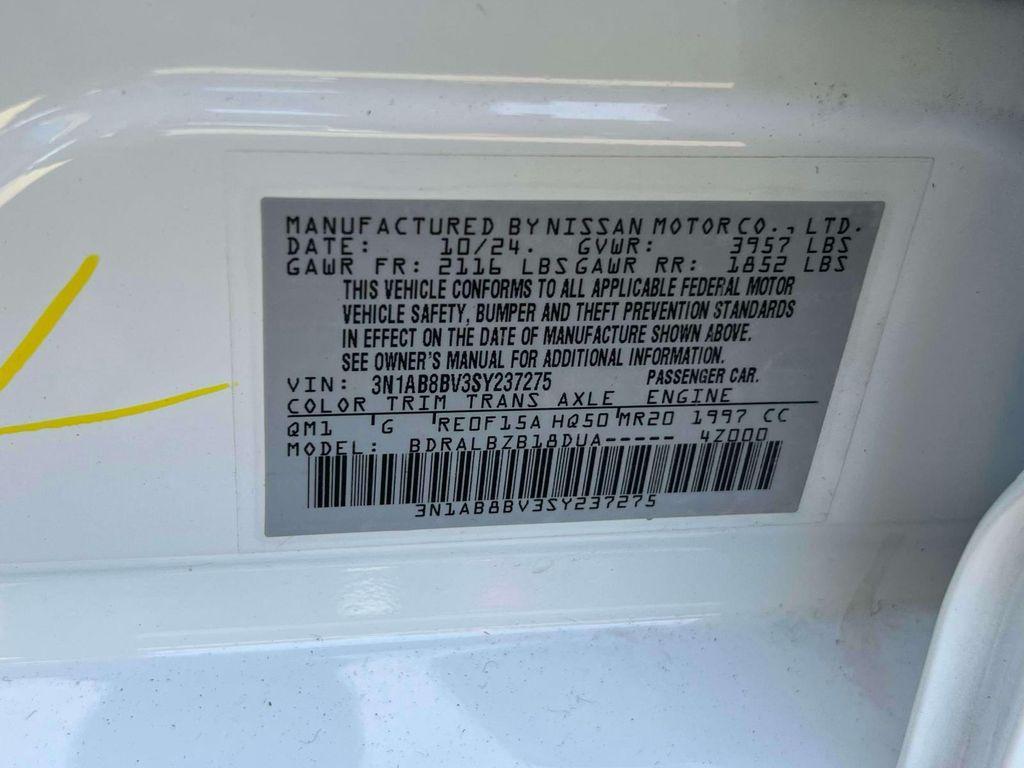 MANUFACTURED BY NISSAN MOTOR CO., LTD.
DATE: 10/24. GVWR: 3957 LBS
GAWR FR: 2116 LBS GAWR RR: 1852 LBS
THIS VEHICLE CONFORMS TO ALL APPLICABLE FEDERAL MOTOR
VEHICLE SAFETY, BUMPER AND THEFT PREVENTION STANDARDS
IN EFFECT ON THE DATE OF MANUFACTURE SHOWN ABOVE.
SEE OWNER'S MANUAL FOR ADDITIONAL INFORMATION.
VIN: 3N1AB8BV3SY237275 PASSENGER CAR.
COLOR TRIM TRANS AXLE ENGINE
QM1 G RE0F15A HQ50 MR20 1997 CC
MODEL: BDRALBZB18DUA----- 4Z000
3N1AB8BV3SY237275